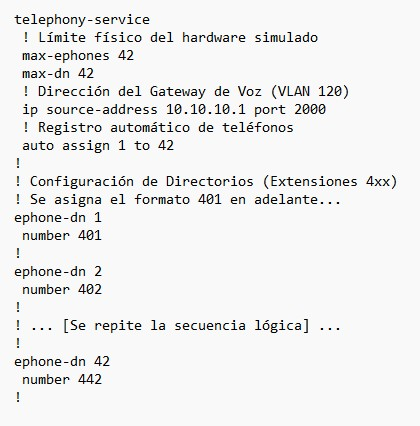 telephony-service
! Límite físico del hardware simulado
max-ephones 42
max-dn 42
! Dirección del Gateway de Voz (VLAN 120)
ip source-address 10.10.10.1 port 2000
! Registro automático de teléfonos
auto assign 1 to 42
!
! Configuración de Directorios (Extensiones 4xx)
! Se asigna el formato 401 en adelante...
ephone-dn 1
number 401
!
ephone-dn 2
number 402
!
! ... [Se repite la secuencia lógica] ...
!
ephone-dn 42
number 442
!